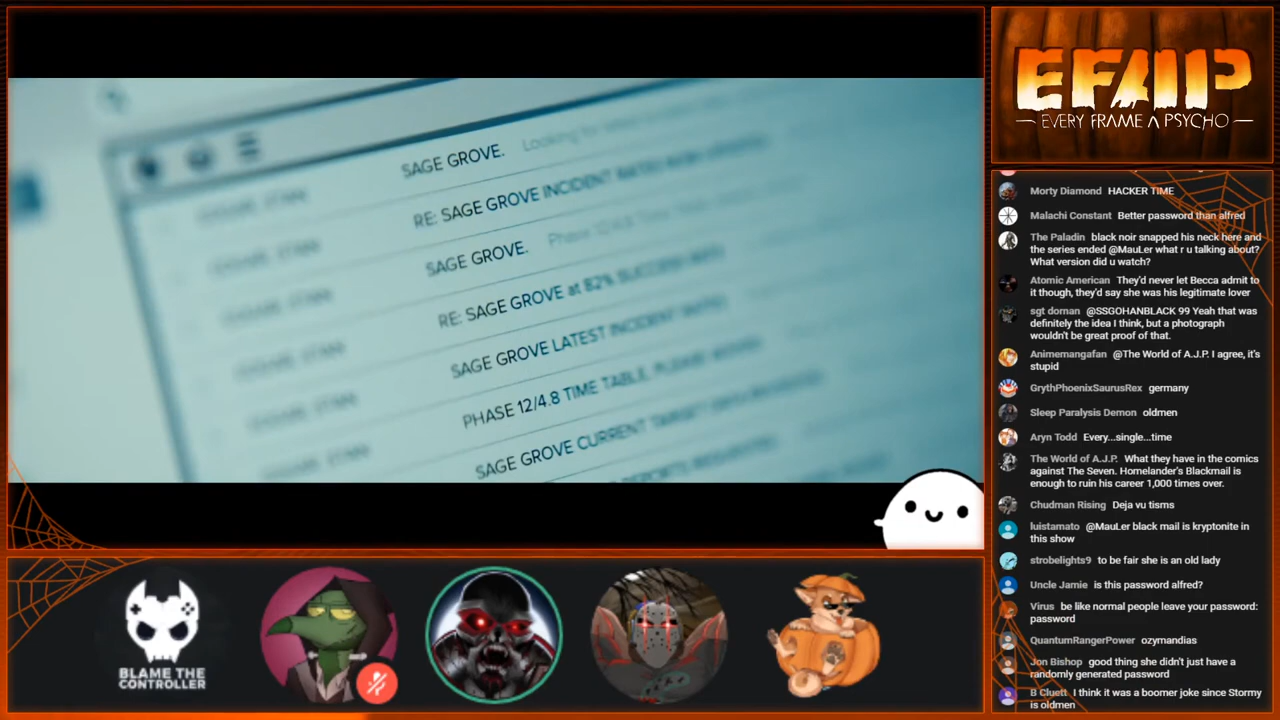 SAGE GROVE.
RE: SAGE GROVE INCIDENT RATES
SAGE GROVE.
RE: SAGE GROVE at 82% SUCCESS RATE
SAGE GROVE LATEST INCIDENT RATES
PHASE 12/4.8 TIME TABLE, PLEASE
SAGE GROVE CURRENT TARGET
BLAME THE
CONTROLLER
EFAP
EVERY FRAME A PSYCHO
Morty Diamond HACKER TIME
Malachi Constant Better password than alfred
The Paladin black noir snapped his neck here and
the series ended @MauLer what r u talking about?
What version did u watch?
Atomic American They'd never let Becca admit to
it though, they'd say she was his legitimate lover
sgt doman @SSGOHANBLACK 99 Yeah that was
definitely the idea I think, but a photograph
wouldn't be great proof of that.
Animemangafan @The World of A.J.P. I agree, it's
stupid
GrythPhoenixSaurusRex germany
Sleep Paralysis Demon oldmen
Aryn Todd Every...single...time
The World of A.J.P. What they have in the comics
against The Seven. Homelander's Blackmail is
enough to ruin his career 1,000 times over.
Chudman Rising Deja vu tisms
luistamato @MauLer black mail is kryptonite in
this show
strobelights9 to be fair she is an old lady
Uncle Jamie is this password alfred?
Virus be like normal people leave your password:
password
QuantumRangerPower ozymandias
Jon Bishop good thing she didn't just have a
randomly generated password
B Cluett I think it was a boomer joke since Stormy
is oldmen